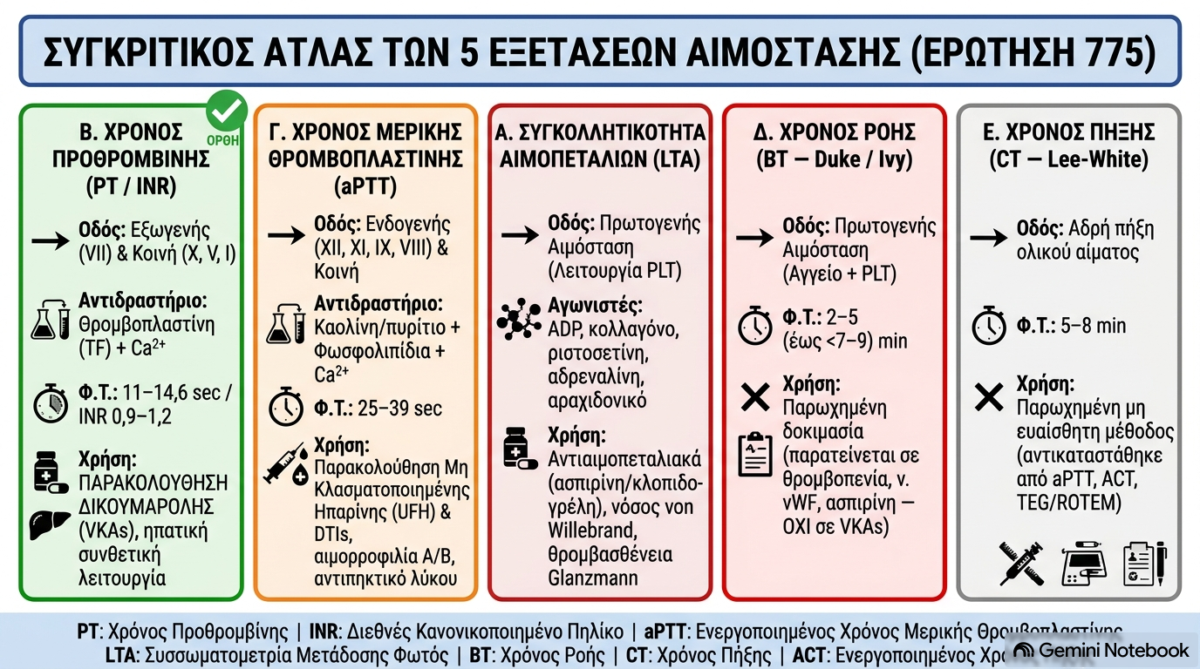 ΣΥΓΚΡΙΤΙΚΟΣ ΑΤΛΑΣ ΤΩΝ 5 ΕΞΕΤΑΣΕΩΝ ΑΙΜΟΣΤΑΣΗΣ (ΕΡΩΤΗΣΗ 775)
ΟΡΘΗ
Β. ΧΡΟΝΟΣ
ΠΡΟΘΡΟΜΒΙΝΗΣ
(PT / INR)
Οδός: Εξωγενής
(VII) & Κοινή (X, V, I)
Αντιδραστήριο:
Θρομβοπλαστίνη
(TF) + Ca²⁺
Φ.Τ.: 11–14,6 sec /
INR 0,9–1,2
Χρήση:
ΠΑΡΑΚΟΛΟΥΘΗΣΗ
ΔΙΚΟΥΜΑΡΟΛΗΣ
(VKAs), ηπατική
συνθετική
λειτουργία
Γ. ΧΡΟΝΟΣ ΜΕΡΙΚΗΣ
ΘΡΟΜΒΟΠΛΑΣΤΙΝΗΣ
(aPTT)
Οδός: Ενδογενής
(XII, XI, IX, VIII) &
Κοινή
Αντιδραστήριο:
Καολίνη/πυρίτιο +
Φωσφολιπίδια +
Ca²⁺
Φ.Τ.: 25–39 sec
Χρήση:
Παρακολούθηση Μη
Κλασματοποιημένης
Ηπαρίνης (UFH) &
DTIs,
αιμορροφιλία Α/Β,
αντιπηκτικό λύκου
Α. ΣΥΓΚΟΛΛΗΤΙΚΟΤΗΤΑ
ΑΙΜΟΠΕΤΑΛΙΩΝ (LTA)
Οδός: Πρωτογενής
Αιμόσταση
(Λειτουργία PLT)
Αγωνιστές:
ADP, κολλαγόνο,
ριστοσετίνη,
αδρεναλίνη,
αραχιδονικό
Χρήση:
Αντιαιμοπεταλιακά
(ασπιρίνη/κλοπιδο-
γρέλη), νόσος von
Willebrand,
θρομβασθένεια
Glanzmann
Δ. ΧΡΟΝΟΣ ΡΟΗΣ
(BT — Duke / Ivy)
Οδός: Πρωτογενής
Αιμόσταση
(Αγγείο + PLT)
Φ.Τ.: 2–5
(έως <7–9) min
Χρήση:
Παρωχημένη
δοκιμασία
(παρατείνεται σε
θρομβοπενία, ν.
vWF, ασπιρίνη —
ΟΧΙ σε VKAs)
Ε. ΧΡΟΝΟΣ ΠΗΞΗΣ
(CT — Lee-White)
Οδός: Αδρή πήξη
ολικού αίματος
Φ.Τ.: 5–8 min
Χρήση:
Παρωχημένη μη
ευαίσθητη μέθοδος
(αντικαταστάθηκε
από aPTT, ACT,
TEG/ROTEM)
PT: Χρόνος Προθρομβίνης | INR: Διεθνές Κανονικοποιημένο Πηλίκο | aPTT: Ενεργοποιημένος Χρόνος Μερικής Θρομβοπλαστίνης
LTA: Συσσωματομετρία Μετάδοσης Φωτός | BT: Χρόνος Ροής | CT: Χρόνος Πήξης | ACT: Ενεργοποιημένος
Gemini Notebook